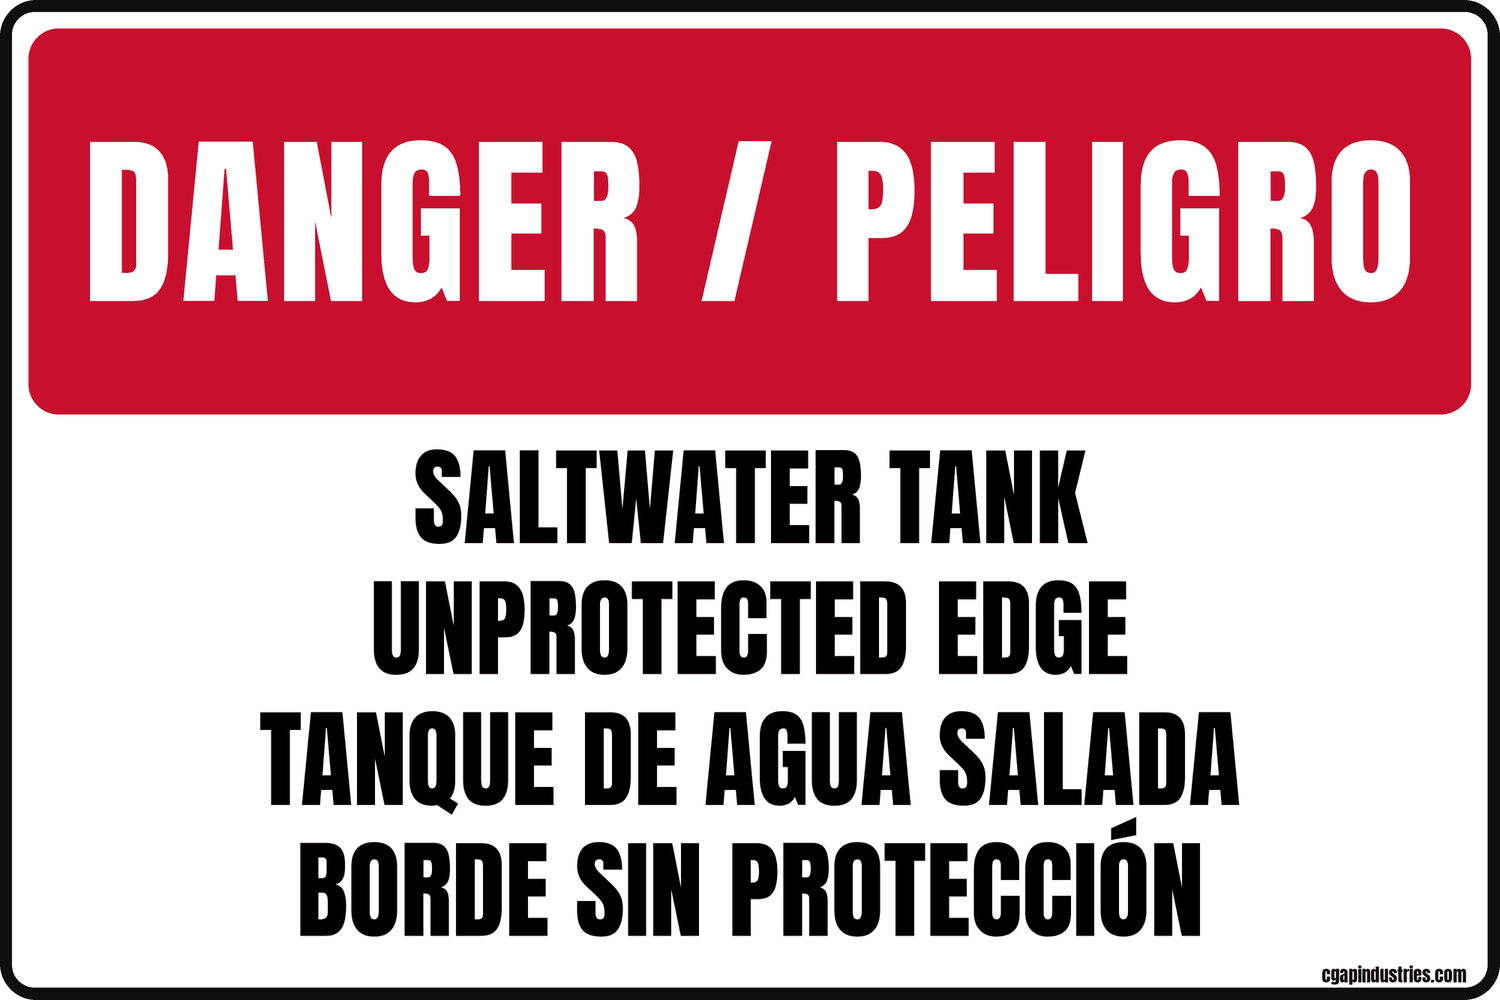 DANGER / PELIGRO
SALTWATER TANK
UNPROTECTED EDGE
TANQUE DE AGUA SALADA
BORDE SIN PROTECCIÓN
cgapindustries.com